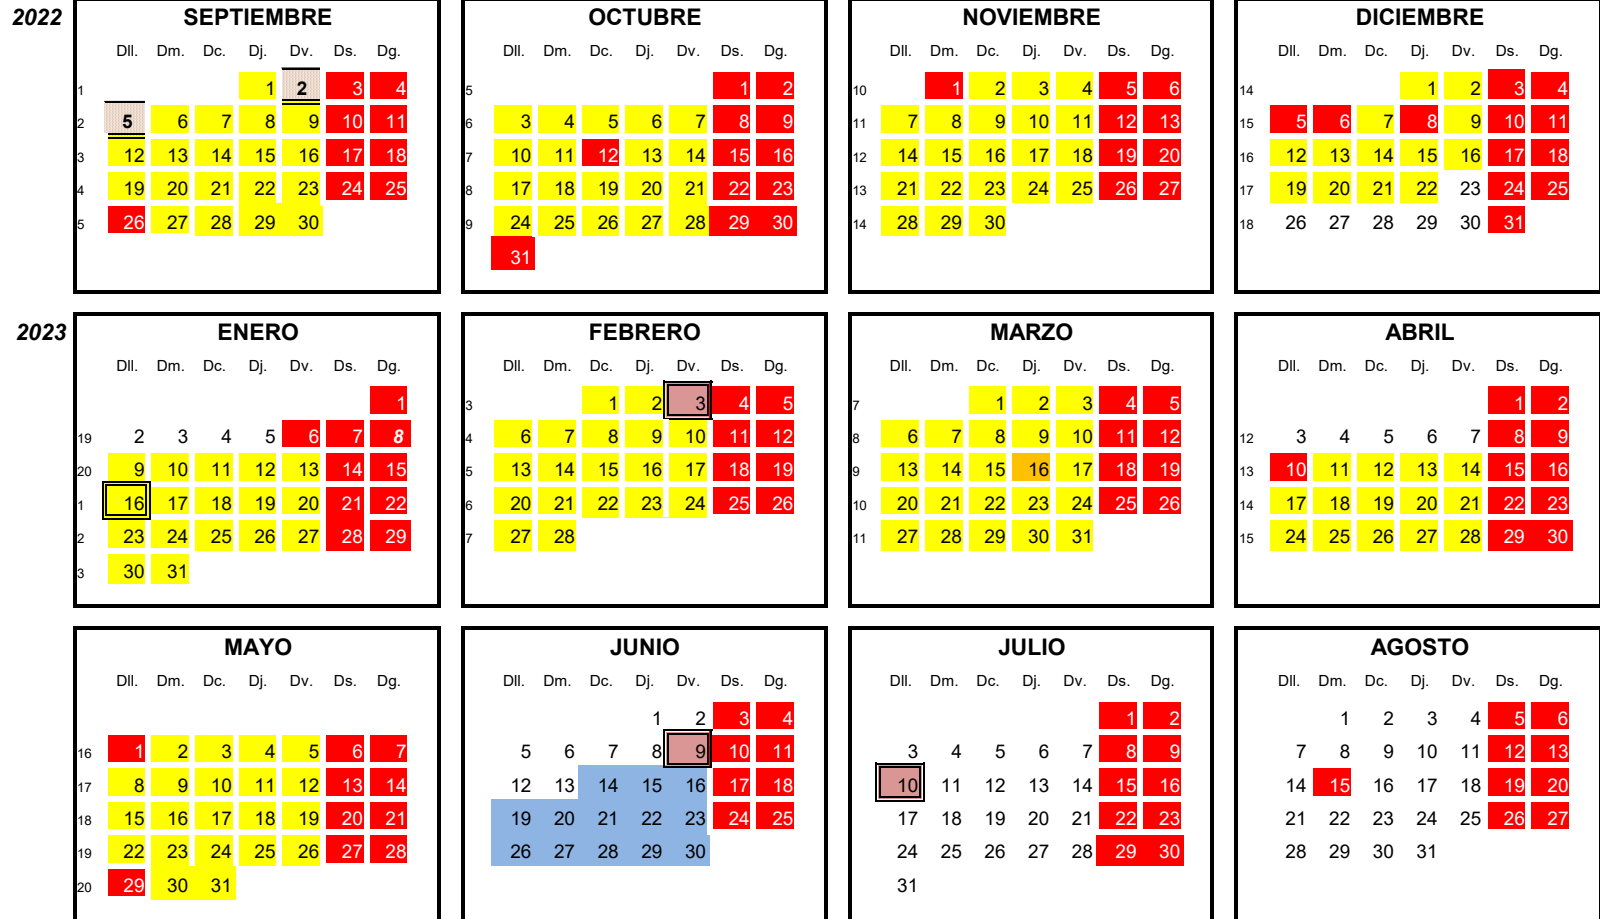 2022 SEPTIEMBRE OCTUBRE NOVIEMBRE DICIEMBRE
Dll. Dm. Dc. Dj. Dv. Ds. Dg. Dll. Dm. Dc. Dj. Dv. Ds. Dg. Dll. Dm. Dc. Dj. Dv. Ds. Dg. Dll. Dm. Dc. Dj. Dv. Ds. Dg.
1 1 2 3 4 5 1 2 10 1 2 3 4 5 6 14 1 2 3 4
2 5 6 7 8 9 10 11 6 3 4 5 6 7 8 9 11 7 8 9 10 11 12 13 15 5 6 7 8 9 10 11
3 12 13 14 15 16 17 18 7 10 11 12 13 14 15 16 12 14 15 16 17 18 19 20 16 12 13 14 15 16 17 18
4 19 20 21 22 23 24 25 8 17 18 19 20 21 22 23 13 21 22 23 24 25 26 27 17 19 20 21 22 23 24 25
5 26 27 28 29 30 9 24 25 26 27 28 29 30 14 28 29 30 18 26 27 28 29 30 31
31
2023 ENERO FEBRERO MARZO ABRIL
Dll. Dm. Dc. Dj. Dv. Ds. Dg. Dll. Dm. Dc. Dj. Dv. Ds. Dg. Dll. Dm. Dc. Dj. Dv. Ds. Dg. Dll. Dm. Dc. Dj. Dv. Ds. Dg.
1 3 1 2 3 4 5 7 1 2 3 4 5 1 2
19 2 3 4 5 6 7 8 4 6 7 8 9 10 11 12 8 6 7 8 9 10 11 12 12 3 4 5 6 7 8 9
20 9 10 11 12 13 14 15 5 13 14 15 16 17 18 19 9 13 14 15 16 17 18 19 13 10 11 12 13 14 15 16
1 16 17 18 19 20 21 22 6 20 21 22 23 24 25 26 10 20 21 22 23 24 25 26 14 17 18 19 20 21 22 23
2 23 24 25 26 27 28 29 7 27 28 11 27 28 29 30 31 15 24 25 26 27 28 29 30
3 30 31
MAYO JUNIO JULIO AGOSTO
Dll. Dm. Dc. Dj. Dv. Ds. Dg. Dll. Dm. Dc. Dj. Dv. Ds. Dg. Dll. Dm. Dc. Dj. Dv. Ds. Dg. Dll. Dm. Dc. Dj. Dv. Ds. Dg.
1 2 3 4 1 2 1 2 3 4 5 6
16 1 2 3 4 5 6 7 5 6 7 8 9 10 11 3 4 5 6 7 8 9 7 8 9 10 11 12 13
17 8 9 10 11 12 13 14 12 13 14 15 16 17 18 10 11 12 13 14 15 16 14 15 16 17 18 19 20
18 15 16 17 18 19 20 21 19 20 21 22 23 24 25 17 18 19 20 21 22 23 21 22 23 24 25 26 27
19 22 23 24 25 26 27 28 26 27 28 29 30 24 25 26 27 28 29 30 28 29 30 31
20 29 30 31 31